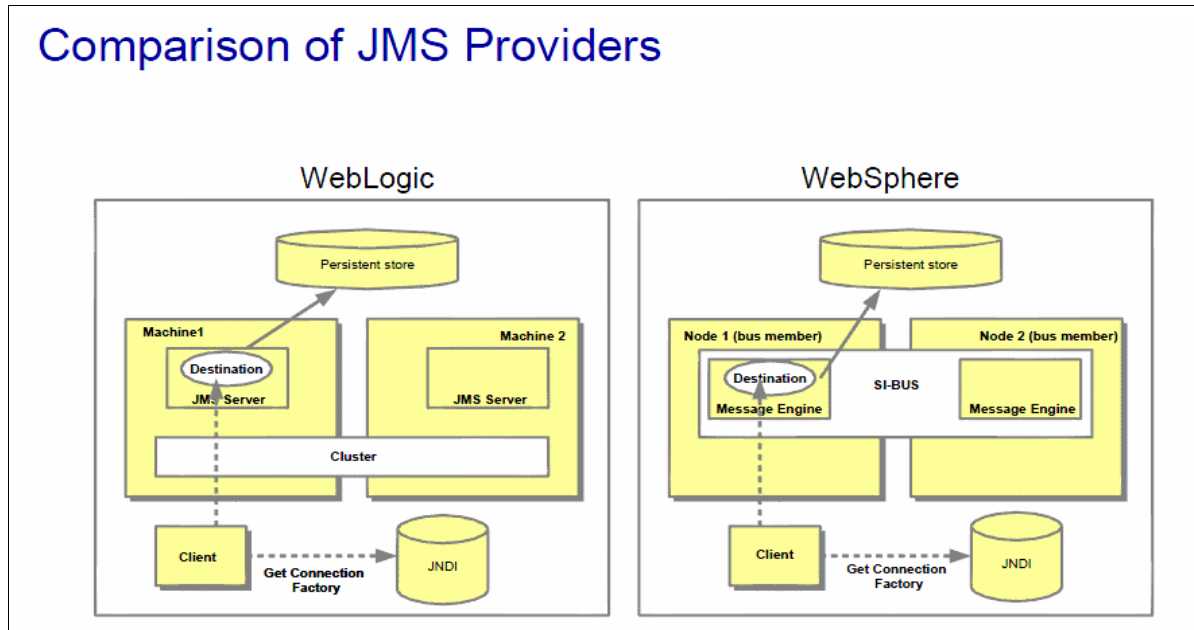 Comparison of JMS Providers
WebLogic
Persistent store
Machine1
Machine 2
Destination
JMS Server
JMS Server
Cluster
Client
Get Connection
Factory
JNDI
WebSphere
Persistent store
Node 1 (bus member)
Node 2 (bus member)
Destination
SI-BUS
Message Engine
Message Engine
Client
Get Connection
Factory
JNDI